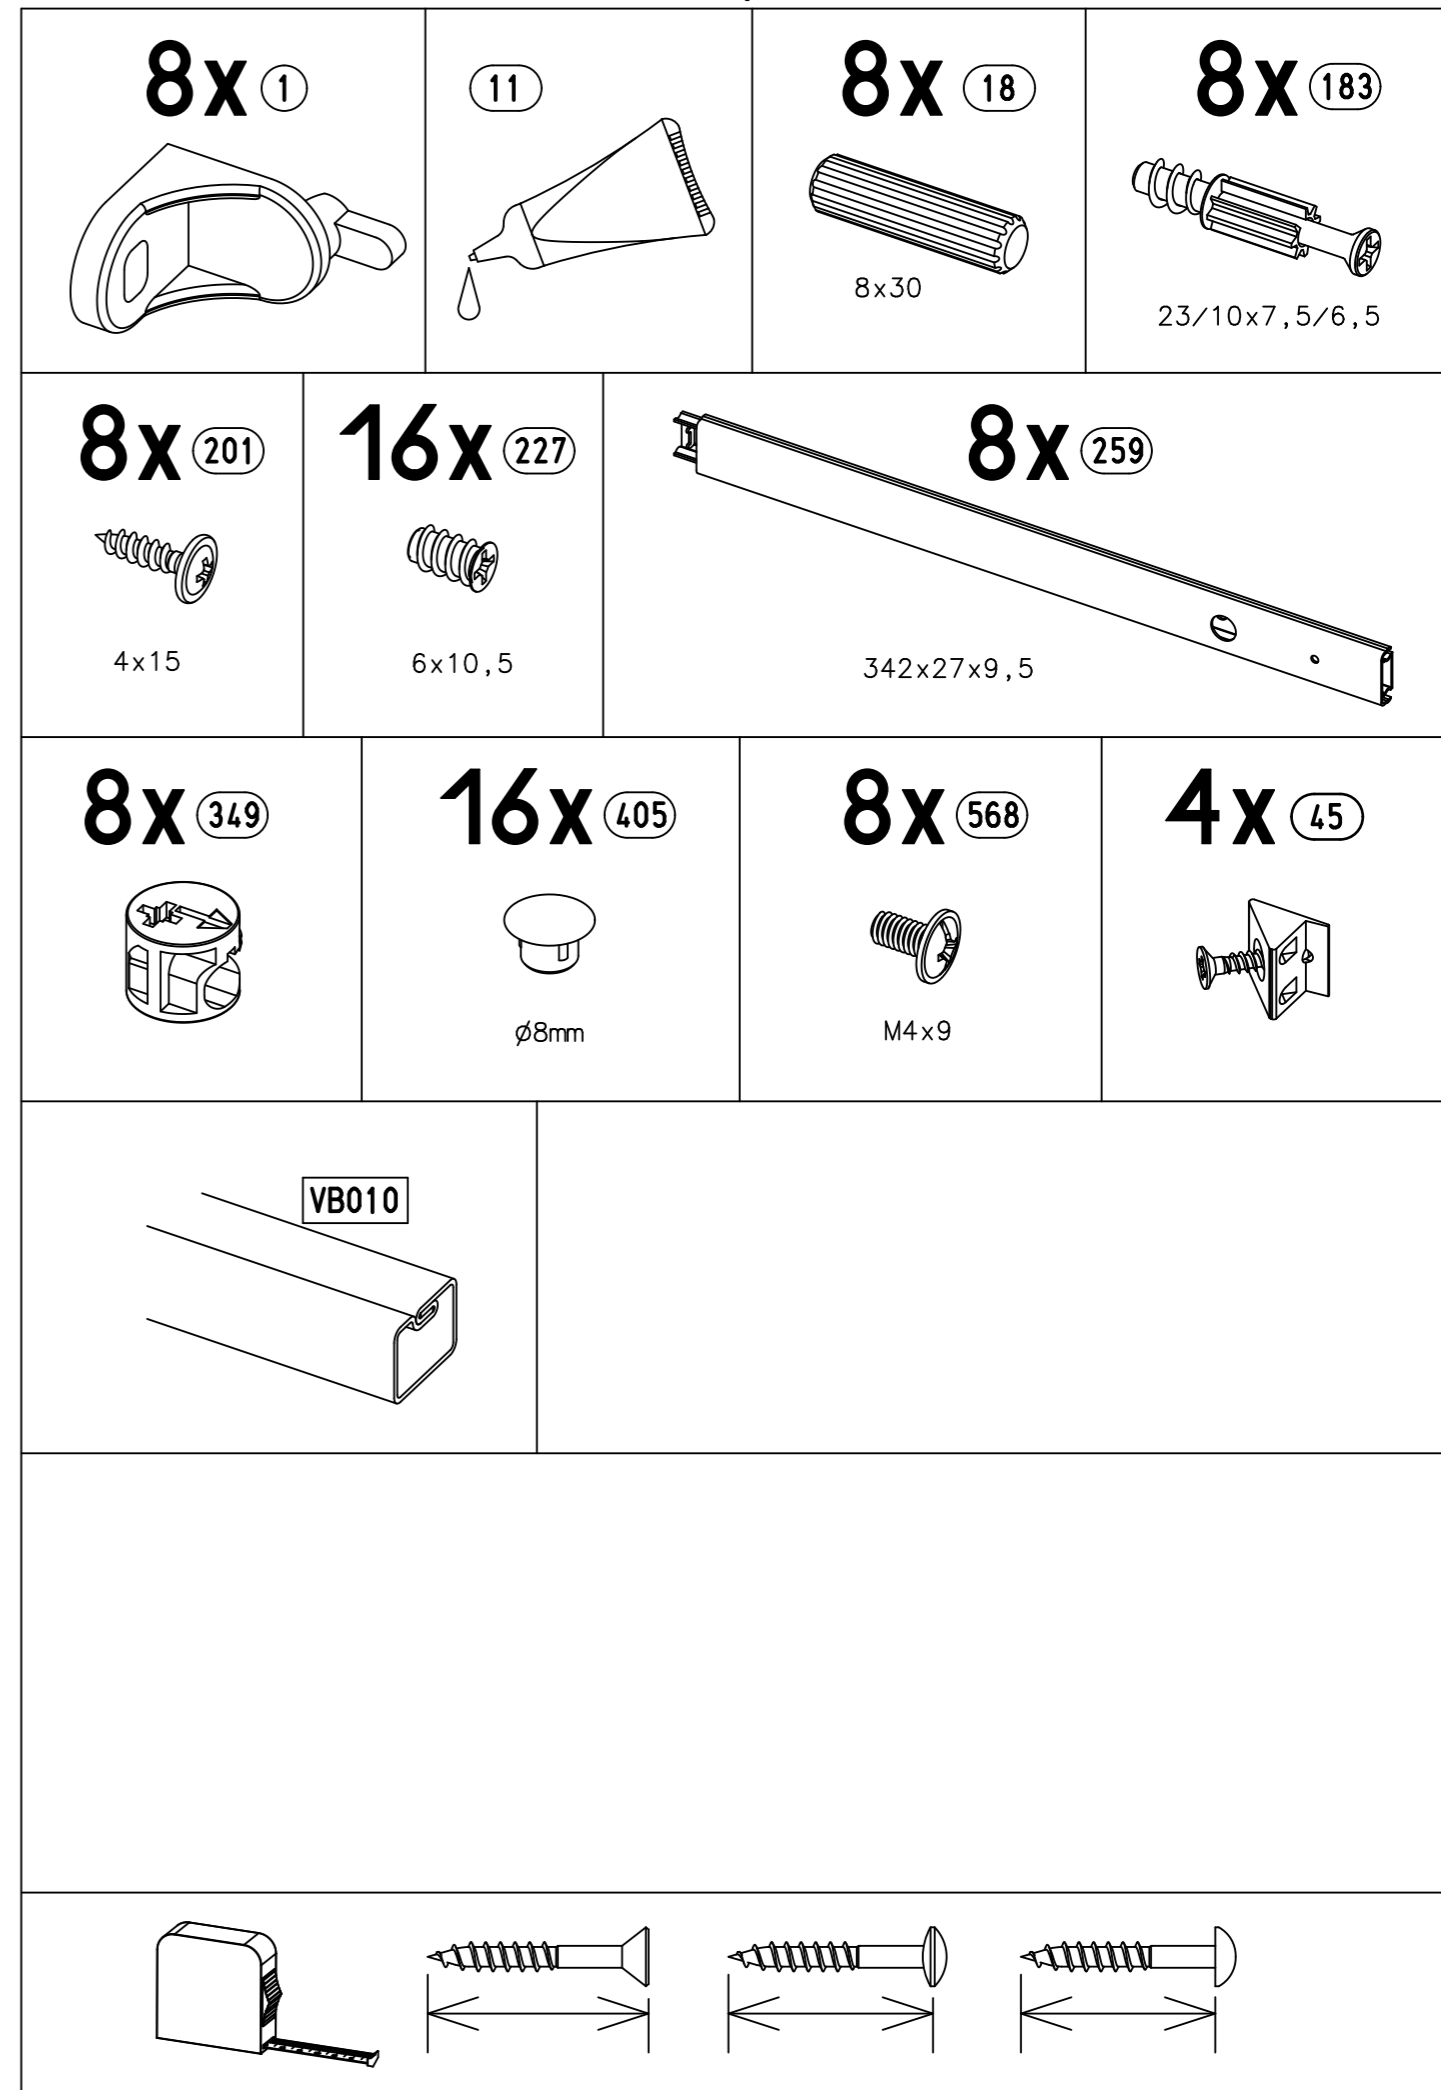 8x 1
11
8x 18
8x30
8x 183
23/10x7,5/6,5
8x 201
4x15
16x 227
6x10,5
8x 259
342x27x9,5
8x 349
16x 405
ø8mm
8x 568
M4x9
4x 45
VB010